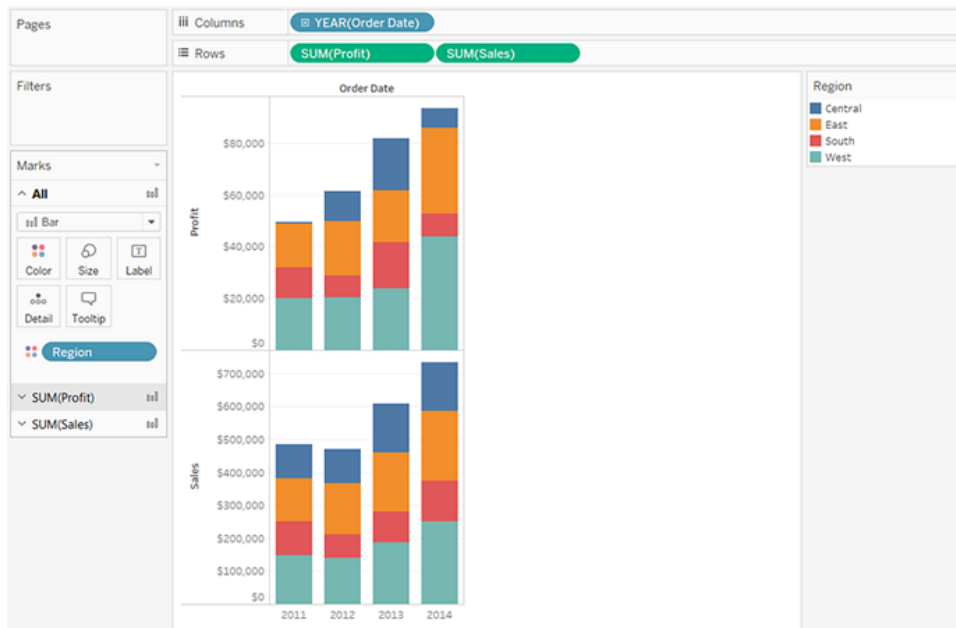 Pages
Columns
YEAR(Order Date)
Rows
SUM(Profit)
SUM(Sales)
Filters
Marks
All
Bar
Color
Size
Label
Detail
Tooltip
Region
SUM(Profit)
SUM(Sales)
Order Date
Profit
$80,000
$60,000
$40,000
$20,000
$0
Sales
$700,000
$600,000
$500,000
$400,000
$300,000
$200,000
$100,000
$0
2011 2012 2013 2014
Region
Central
East
South
West